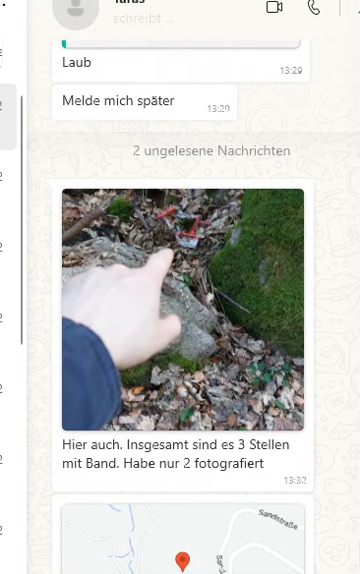 schreibt ...
Laub
13:29
Melde mich später
13:29
2 ungelesene Nachrichten
Hier auch. Insgesamt sind es 3 Stellen
mit Band. Habe nur 2 fotografiert
13:32
Sandstraße